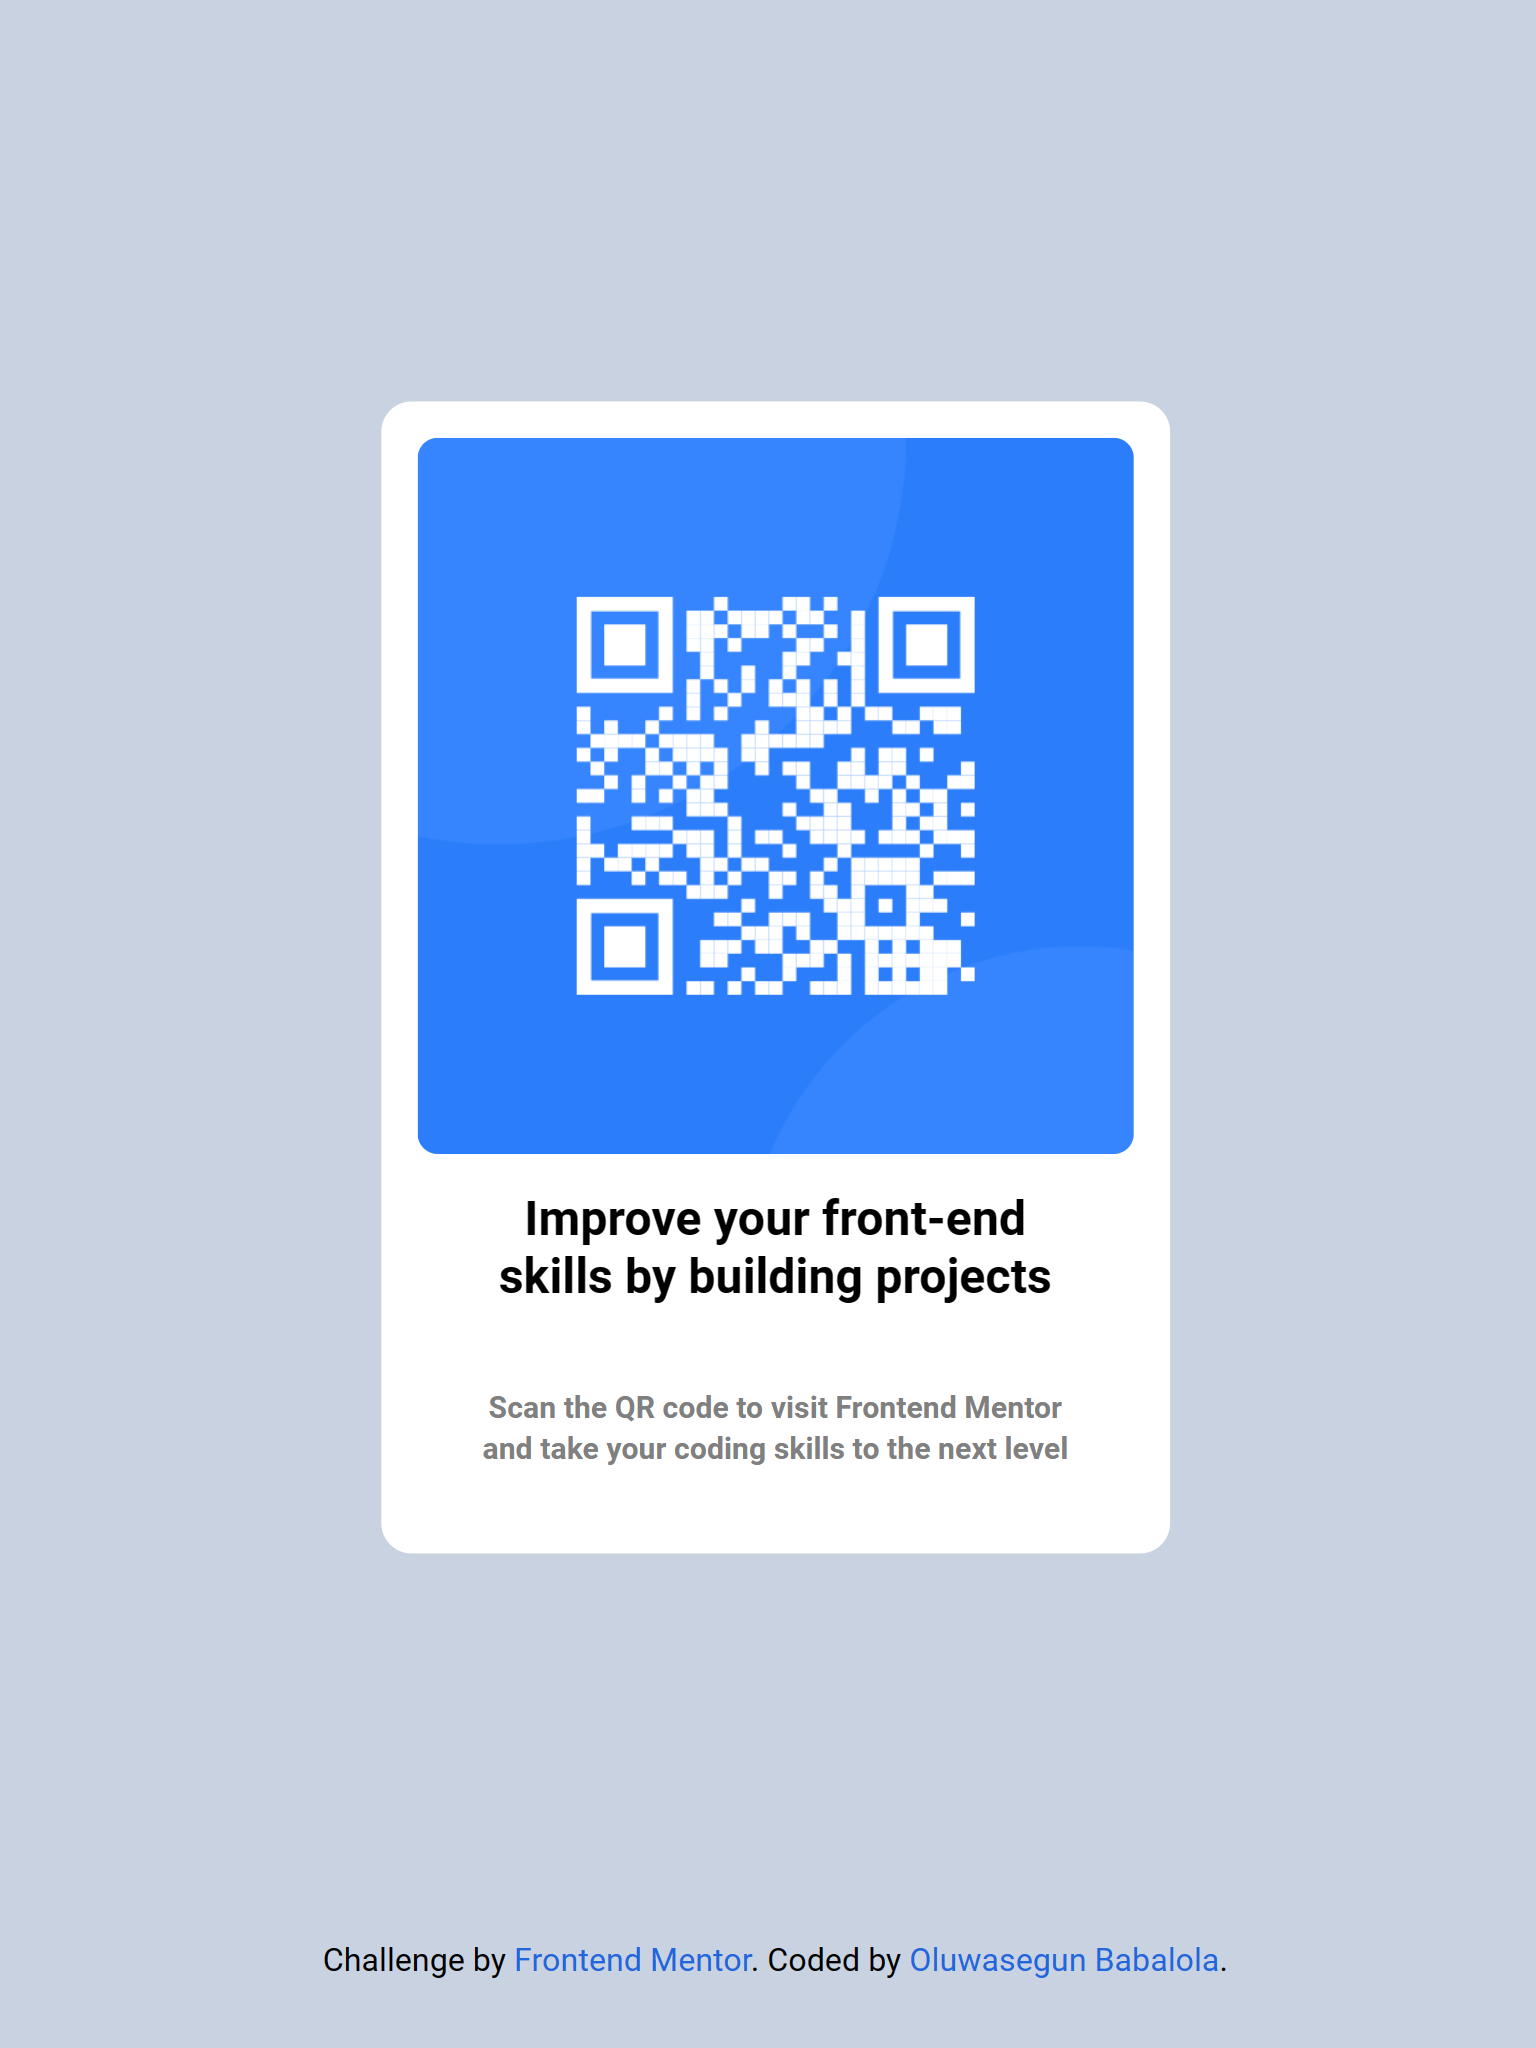 Improve your front-end
skills by building projects
Scan the QR code to visit Frontend Mentor
and take your coding skills to the next level
Challenge by Frontend Mentor. Coded by Oluwasegun Babalola.